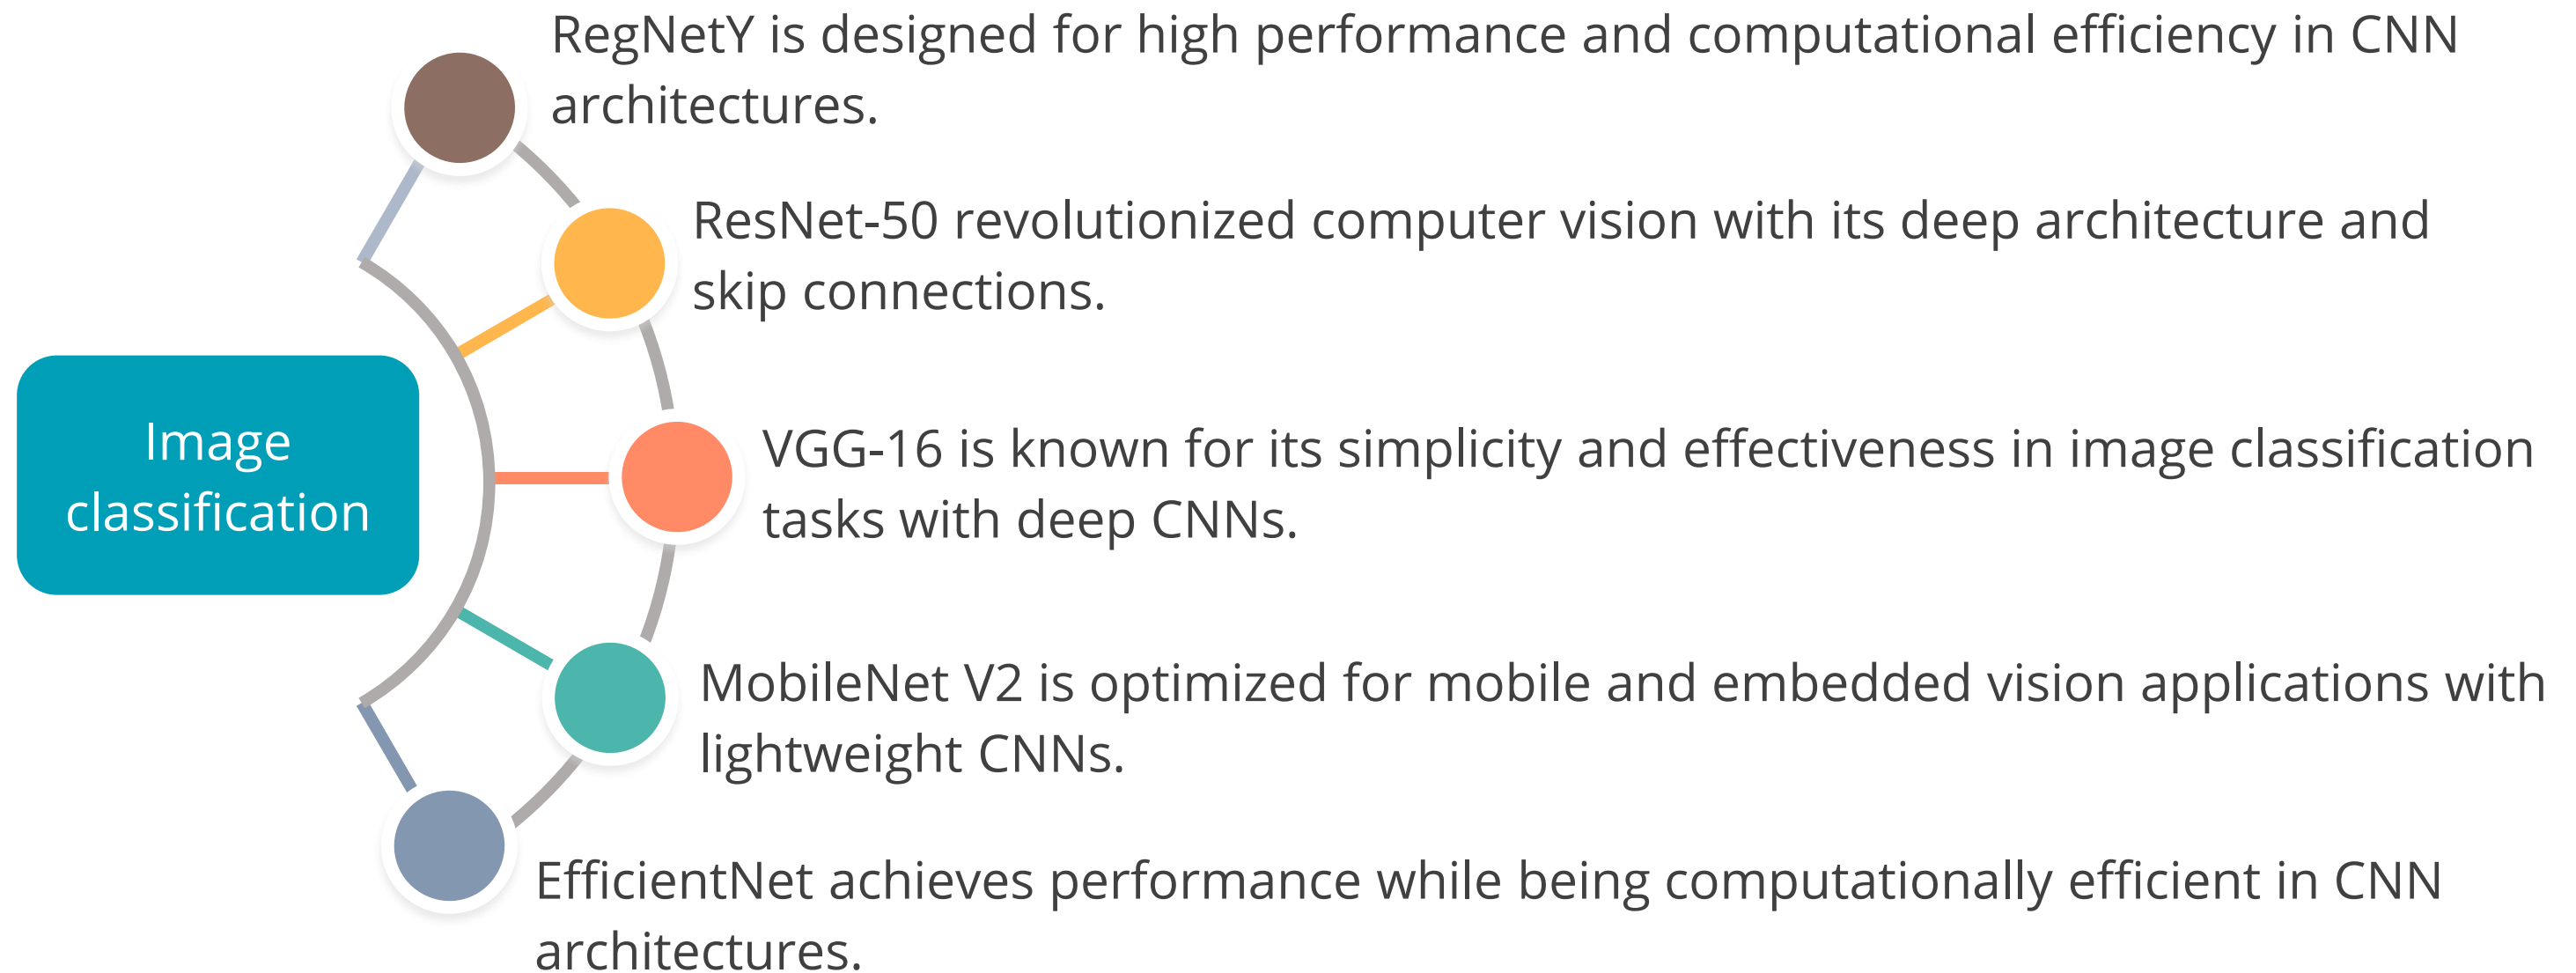 RegNetY is designed for high performance and computational efficiency in CNN
architectures.
ResNet-50 revolutionized computer vision with its deep architecture and
skip connections.
Image
classification
VGG-16 is known for its simplicity and effectiveness in image classification
tasks with deep CNNs.
MobileNet V2 is optimized for mobile and embedded vision applications with
lightweight CNNs.
EfficientNet achieves performance while being computationally efficient in CNN
architectures.